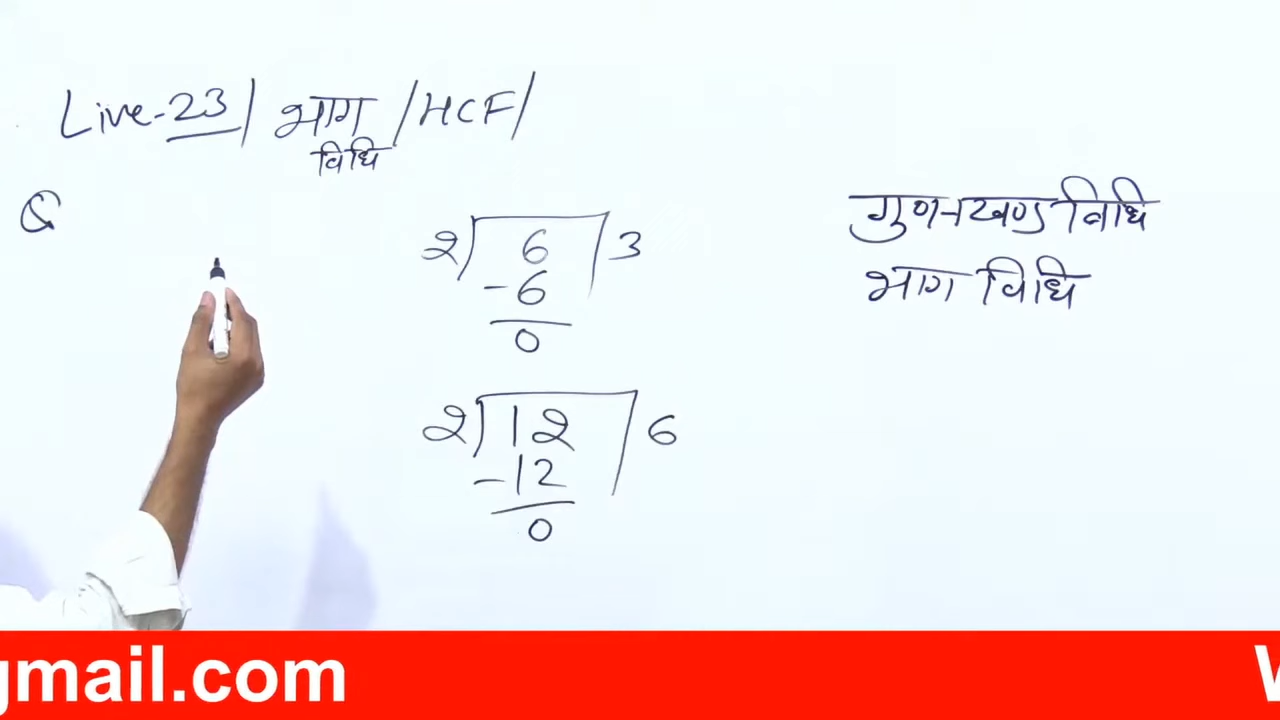 Live-23 / भाग / HCF /
विधि
Q
2) 6 / 3
-6
0
2) 12 / 6
-12
0
गुणनखण्ड विधि
भाग विधि
gmail.com